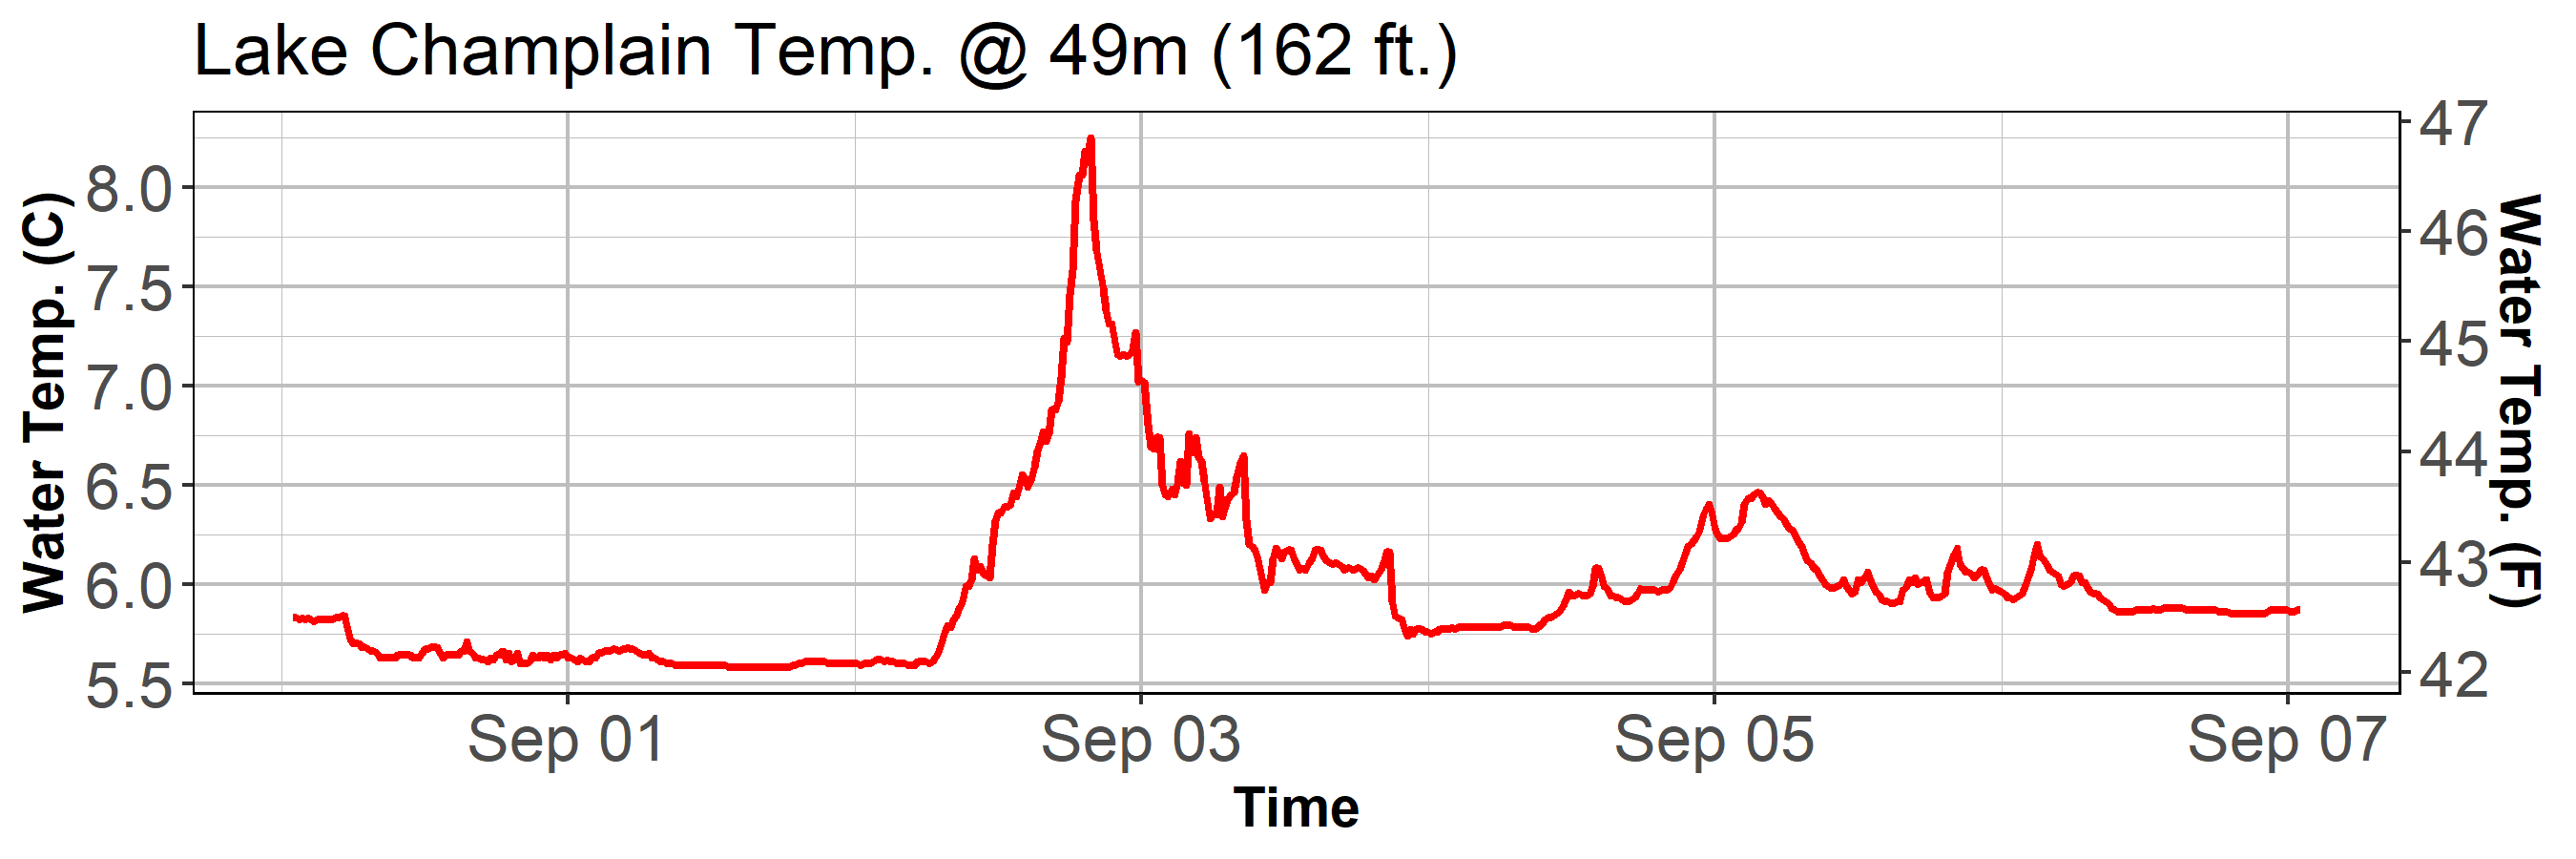 Lake Champlain Temp. @ 49m (162 ft.)
Water Temp. (C)
8.0
7.5
7.0
6.5
6.0
5.5
47
46
45
44
43
42
Water Temp. (F)
Sep 01
Sep 03
Sep 05
Sep 07
Time